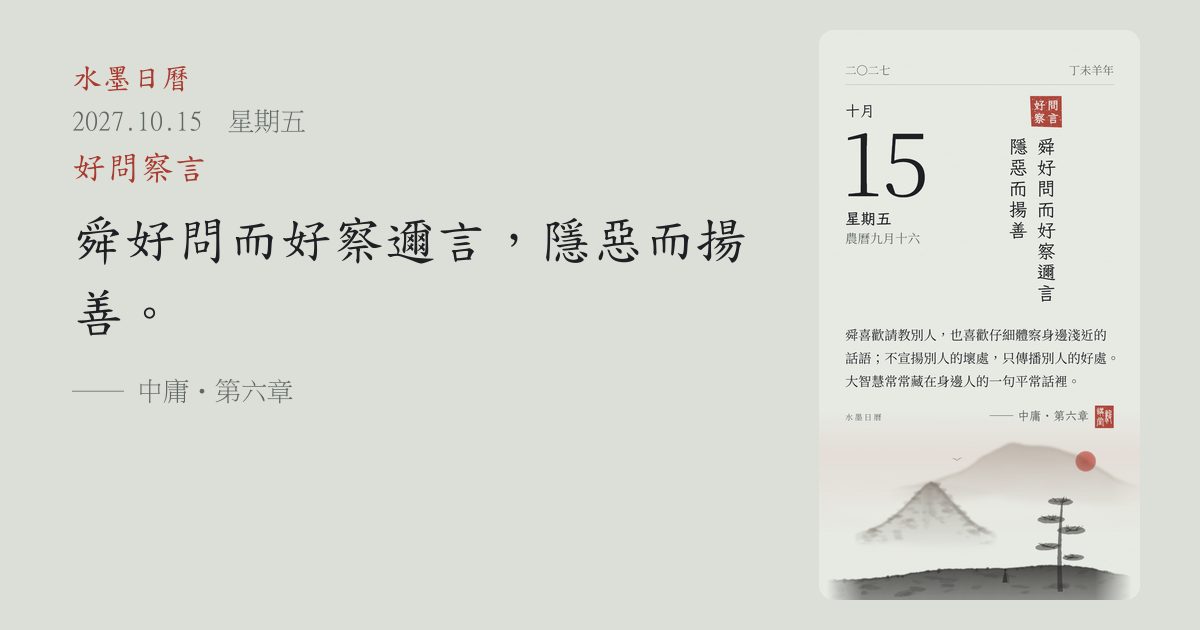 水墨日曆
2027.10.15 星期五
好問察言
舜好問而好察邇言，隱惡而揚
善。
—— 中庸・第六章
二〇二七
丁未羊年
十月
15
星期五
農曆九月十六
好問
察言
舜好問而好察邇言
隱惡而揚善
舜喜歡請教別人，也喜歡仔細體察身邊淺近的
話語；不宣揚別人的壞處，只傳播別人的好處。
大智慧常常藏在身邊人的一句平常話裡。
水墨日曆
—— 中庸・第六章